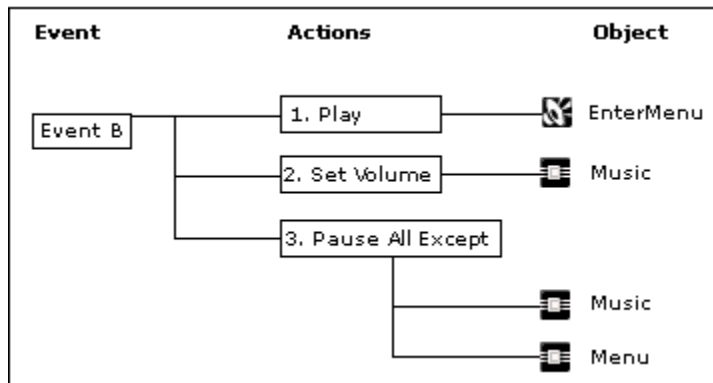 Event Actions Object
1. Play EnterMenu
Event B
2. Set Volume Music
3. Pause All Except
Music
Menu